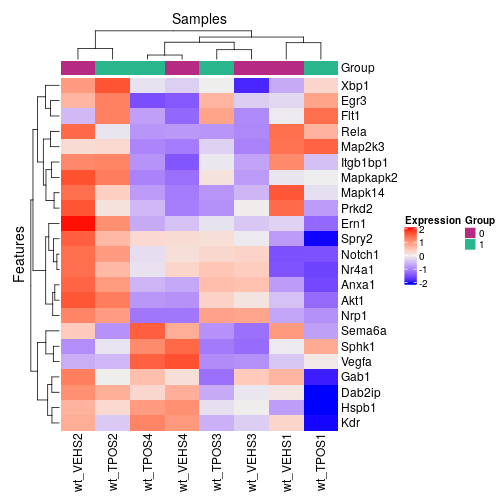 Samples
Group
Xbp1
Egr3
Flt1
Rela
Map2k3
Itgb1bp1
Mapkapk2
Mapk14
Prkd2
Ern1
Spry2
Notch1
Nr4a1
Anxa1
Akt1
Nrp1
Sema6a
Sphk1
Vegfa
Gab1
Dab2ip
Hspb1
Kdr
Features
wt_VEHS2
wt_TPOS2
wt_TPOS4
wt_VEHS4
wt_TPOS3
wt_VEHS3
wt_VEHS1
wt_TPOS1
Expression
2
1
0
-1
-2
Group
0
1